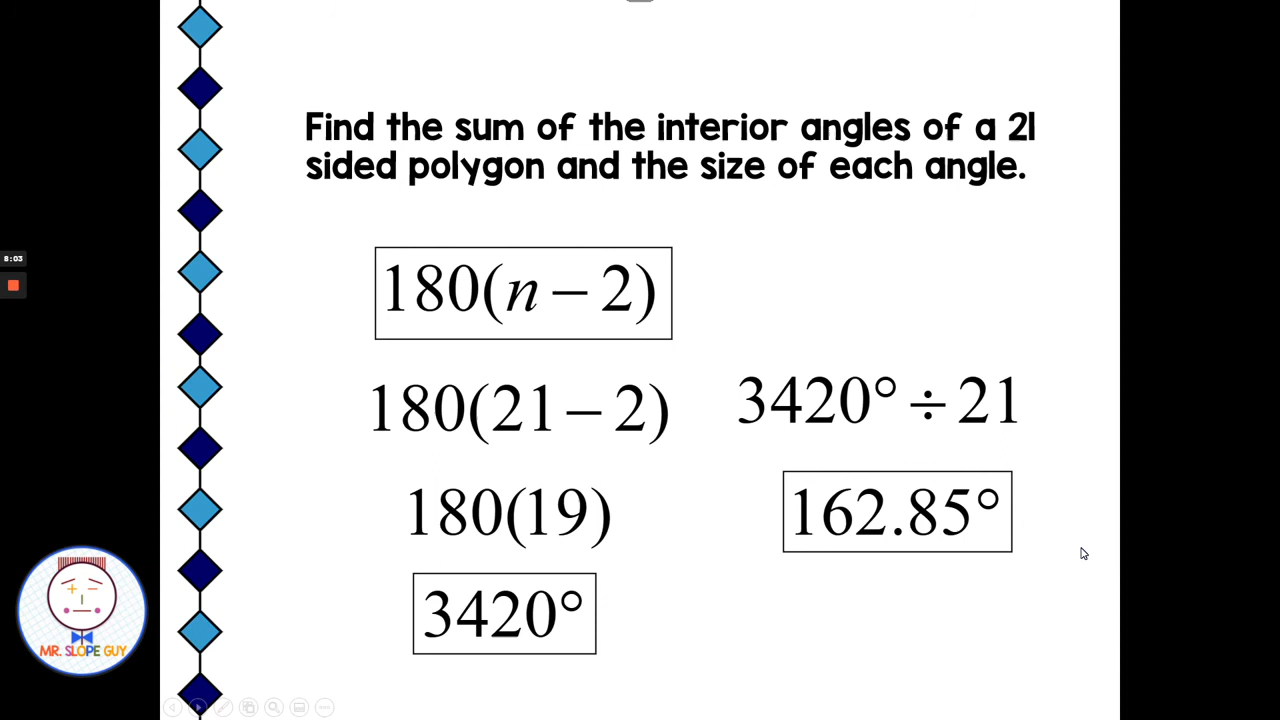 Find the sum of the interior angles of a 21
sided polygon and the size of each angle.
180(n − 2)
180(21 − 2)
180(19)
3420°
3420° ÷ 21
162.85°
8:03
MR. SLOPE GUY